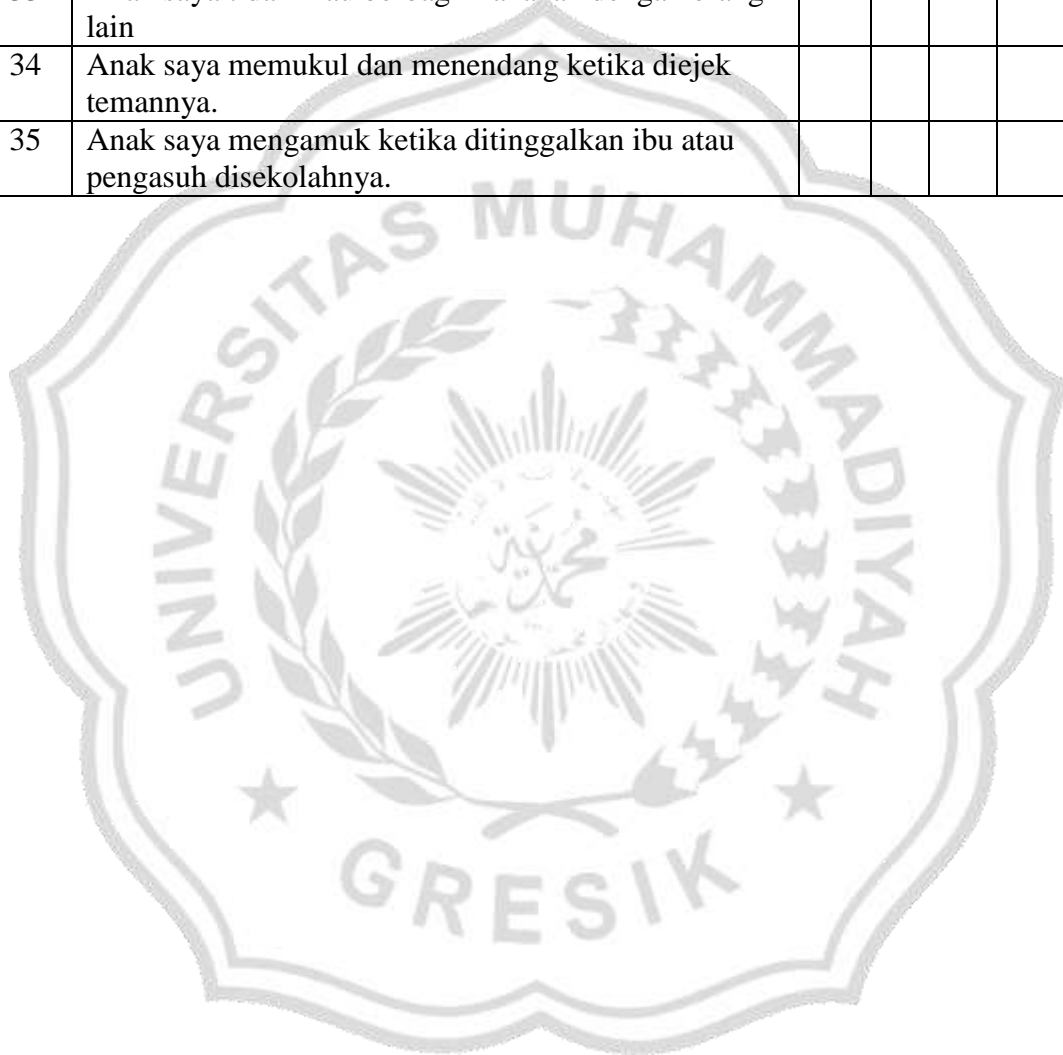 lain
34 Anak saya memukul dan menendang ketika diejek
temannya.
35 Anak saya mengamuk ketika ditinggalkan ibu atau
pengasuh disekolahnya.
UNIVERSITAS MUHAMMADIYAH
GRESIK